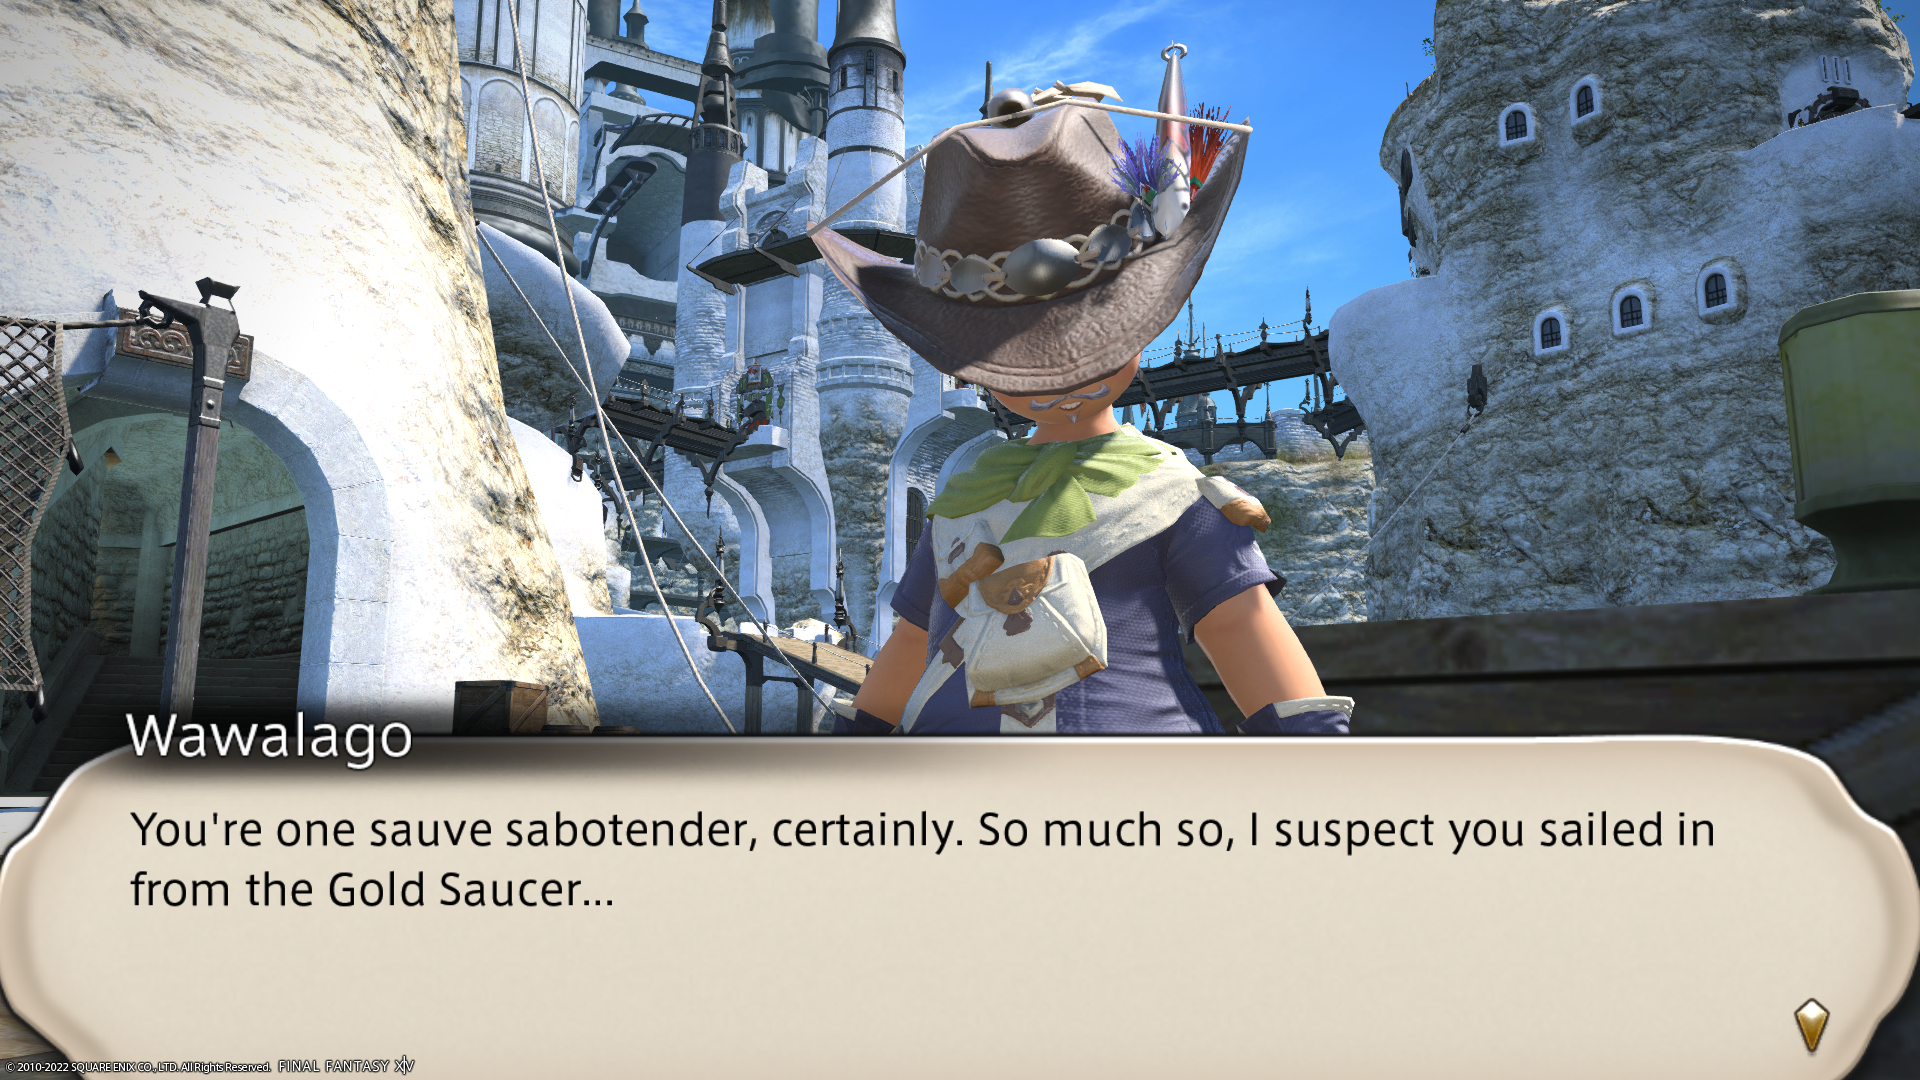 Wawalago
You're one sauve sabotender, certainly. So much so, I suspect you sailed in
from the Gold Saucer...
© 2010-2022 SQUARE ENIX CO., LTD. All Rights Reserved. FINAL FANTASY XIV